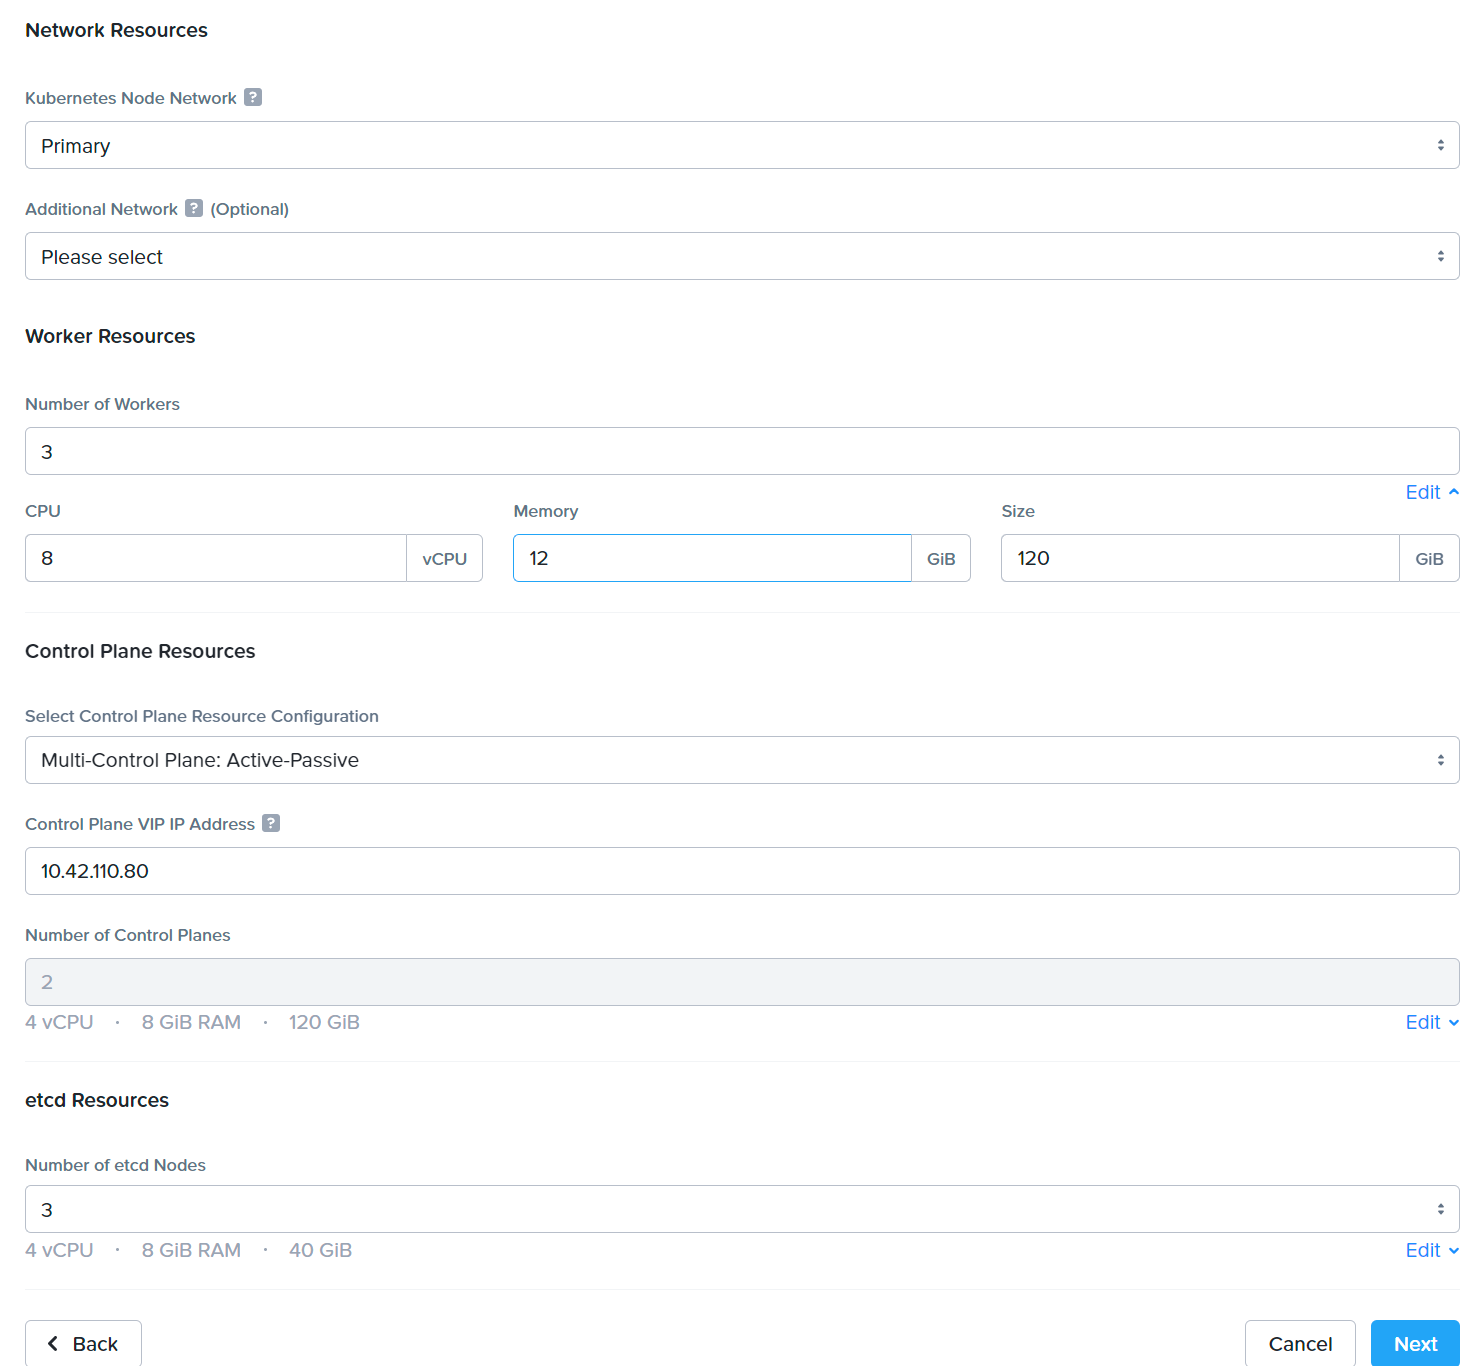 Network Resources
Kubernetes Node Network ?
Primary
Additional Network ? (Optional)
Please select
Worker Resources
Number of Workers
3
Edit
CPU Memory Size
8 vCPU 12 GiB 120 GiB
Control Plane Resources
Select Control Plane Resource Configuration
Multi-Control Plane: Active-Passive
Control Plane VIP IP Address ?
10.42.110.80
Number of Control Planes
2
4 vCPU · 8 GiB RAM · 120 GiB Edit
etcd Resources
Number of etcd Nodes
3
4 vCPU · 8 GiB RAM · 40 GiB Edit
Back Cancel Next